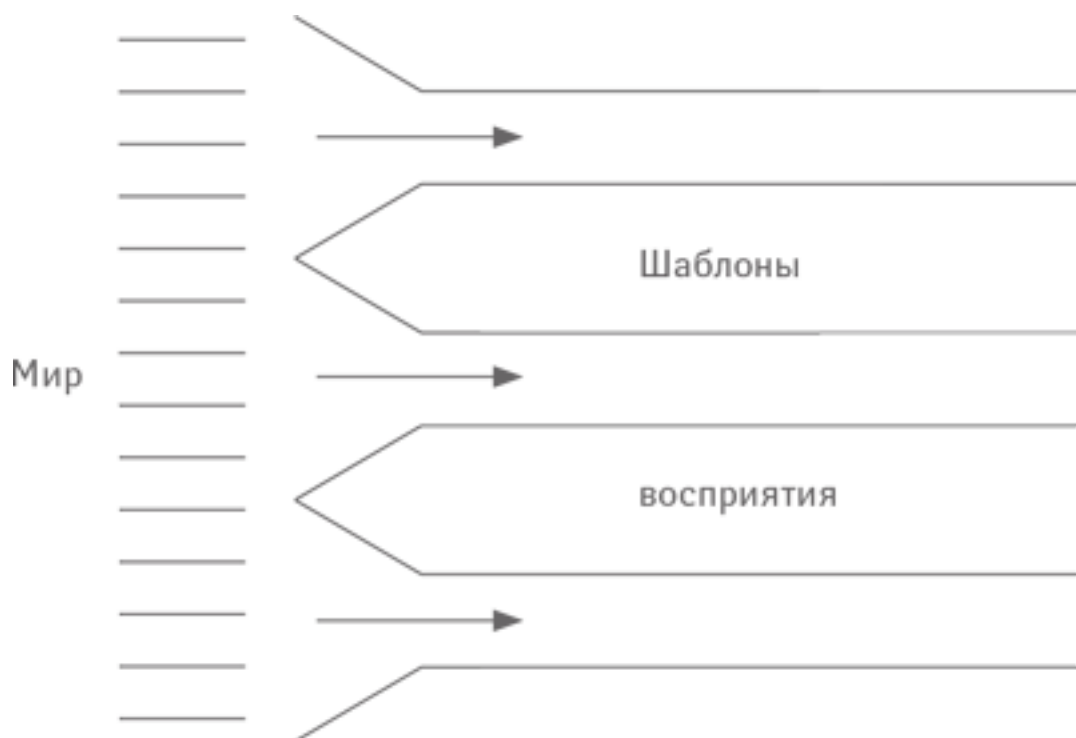 Шаблоны
Мир
восприятия